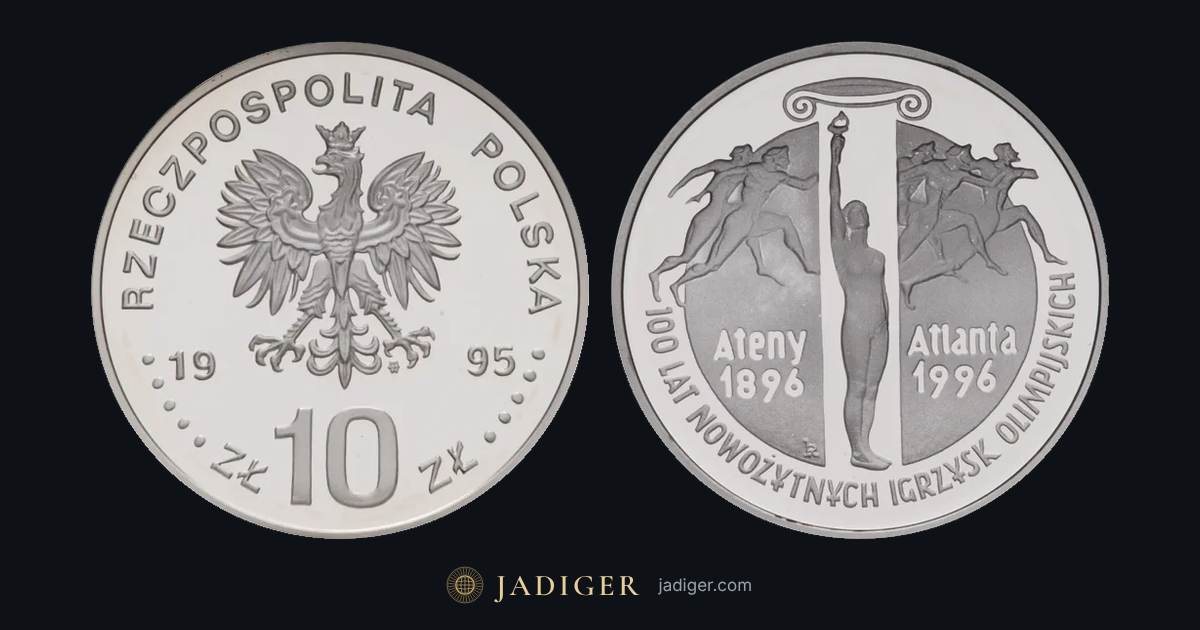 RZECZPOSPOLITA POLSKA
19 95
ZŁ 10 ZŁ
Ateny
1896
Atlanta
1996
100 LAT NOWOŻYTNYCH IGRZYSK OLIMPIJSKICH
JADIGER jadiger.com